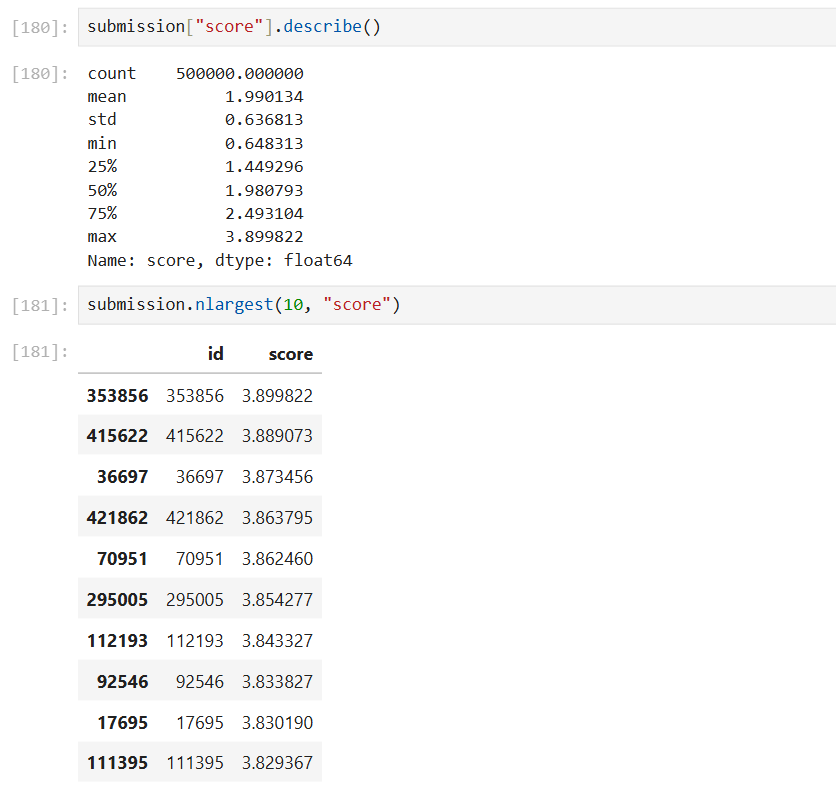 [180]: submission["score"].describe()
[180]: count    500000.000000
mean          1.990134
std           0.636813
min           0.648313
25%           1.449296
50%           1.980793
75%           2.493104
max           3.899822
Name: score, dtype: float64
[181]: submission.nlargest(10, "score")
[181]:
id score
353856 353856 3.899822
415622 415622 3.889073
36697 36697 3.873456
421862 421862 3.863795
70951 70951 3.862460
295005 295005 3.854277
112193 112193 3.843327
92546 92546 3.833827
17695 17695 3.830190
111395 111395 3.829367